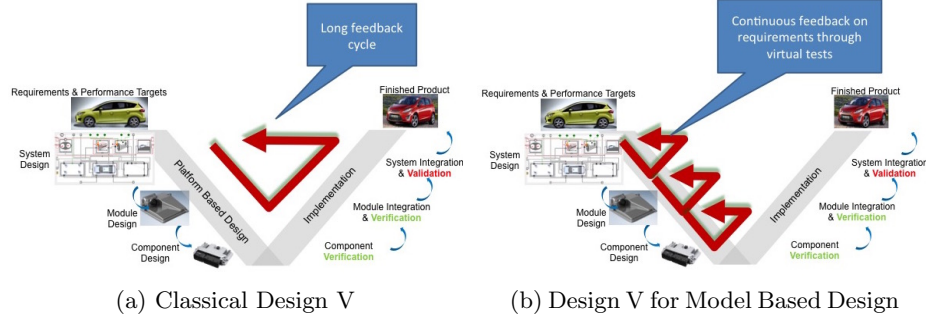 Long feedback
cycle
Requirements & Performance Targets
Finished Product
System
Design
Platform Based Design
Implementation
System Integration
& Validation
Module
Design
Module Integration
& Verification
Component
Design
Component
Verification
(a) Classical Design V
Continuous feedback on
requirements through
virtual tests
Requirements & Performance Targets
Finished Product
System
Design
Implementation
System Integration
& Validation
Module
Design
Module Integration
& Verification
Component
Design
Component
Verification
(b) Design V for Model Based Design